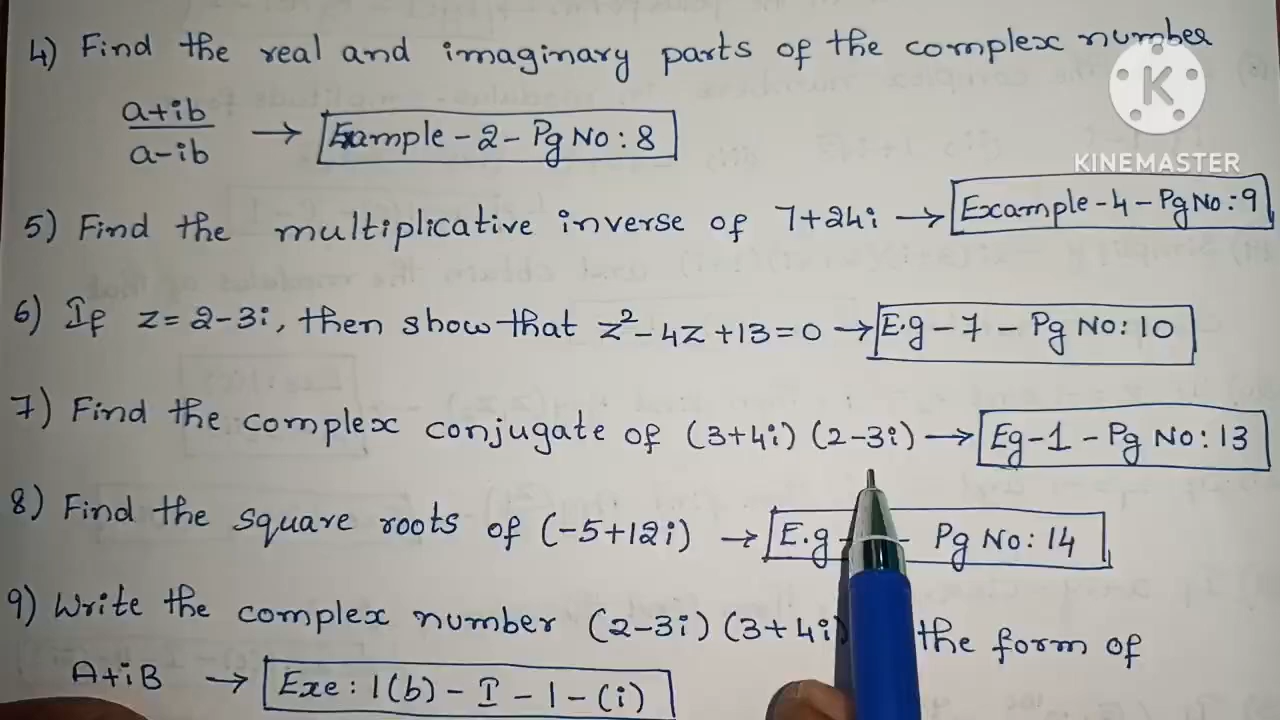 4) Find the real and imaginary parts of the complex number
a+ib
a-ib → Example - 2 - Pg No: 8
K
KINEMASTER
5) Find the multiplicative inverse of 7+24i → Example - 4 - Pg No: 9
6) If z = 2-3i, then show that z² - 4z + 13 = 0 → E.g - 7 - Pg No: 10
7) Find the complex conjugate of (3+4i) (2-3i) → Eg-1 - Pg No: 13
8) Find the square roots of (-5+12i) → E.g - - Pg No: 14
9) Write the complex number (2-3i) (3+4i) the form of
A+iB → Exe: 1(b) - I - 1 - (i)